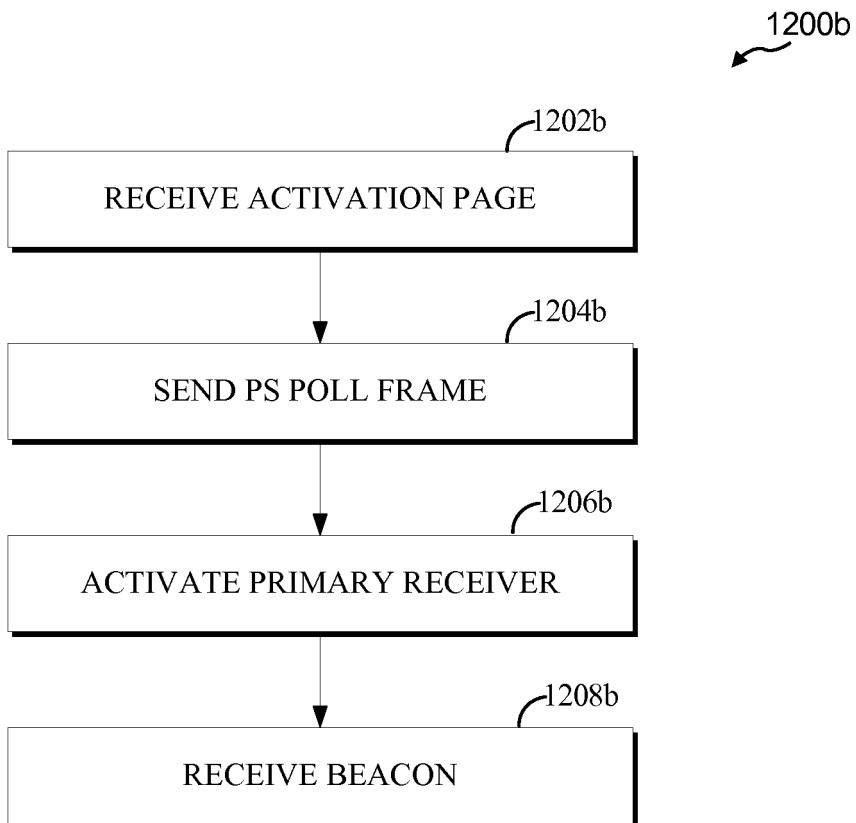 1200b
1202b
RECEIVE ACTIVATION PAGE
1204b
SEND PS POLL FRAME
1206b
ACTIVATE PRIMARY RECEIVER
1208b
RECEIVE BEACON